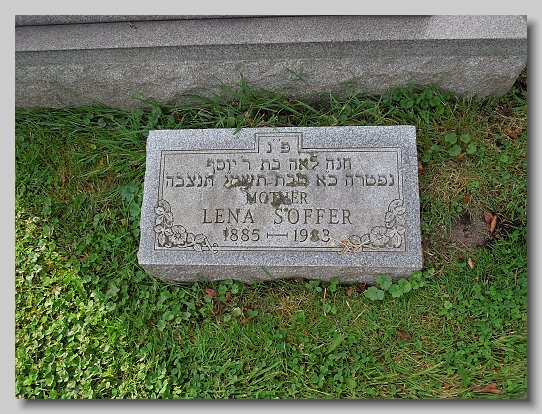 פ נ
חנה לאה בת ר יוסף
נפטרה כא טבת תשמג תנצבה
MOTHER
LENA SOFFER
1885 — 1983